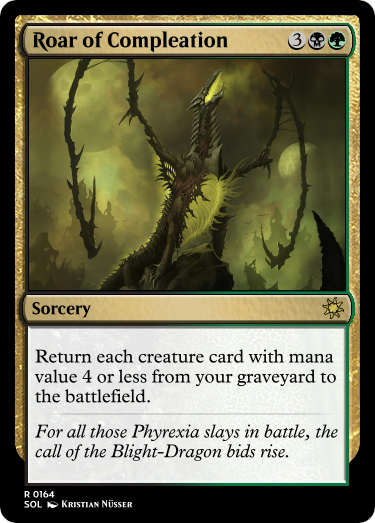 Roar of Compleation 3
Sorcery
Return each creature card with mana
value 4 or less from your graveyard to
the battlefield.
For all those Phyrexia slays in battle, the
call of the Blight-Dragon bids rise.
R 0164
SOL Kristian Nüsser